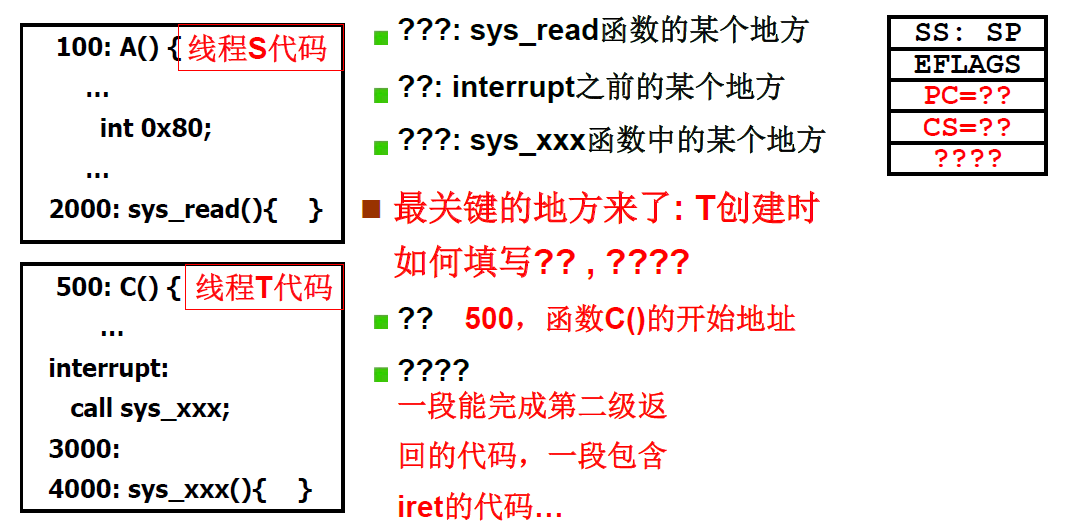 100: A() {
线程S代码
...
int 0x80;
...
2000: sys_read(){ }
500: C() {
线程T代码
...
interrupt:
call sys_xxx;
3000:
4000: sys_xxx(){ }
???: sys_read函数的某个地方
??: interrupt之前的某个地方
???: sys_xxx函数中的某个地方
最关键的地方来了: T创建时
如何填写?? , ????
?? 500，函数C()的开始地址
????
一段能完成第二级返
回的代码，一段包含
iret的代码...
SS: SP
EFLAGS
PC=??
CS=??
????